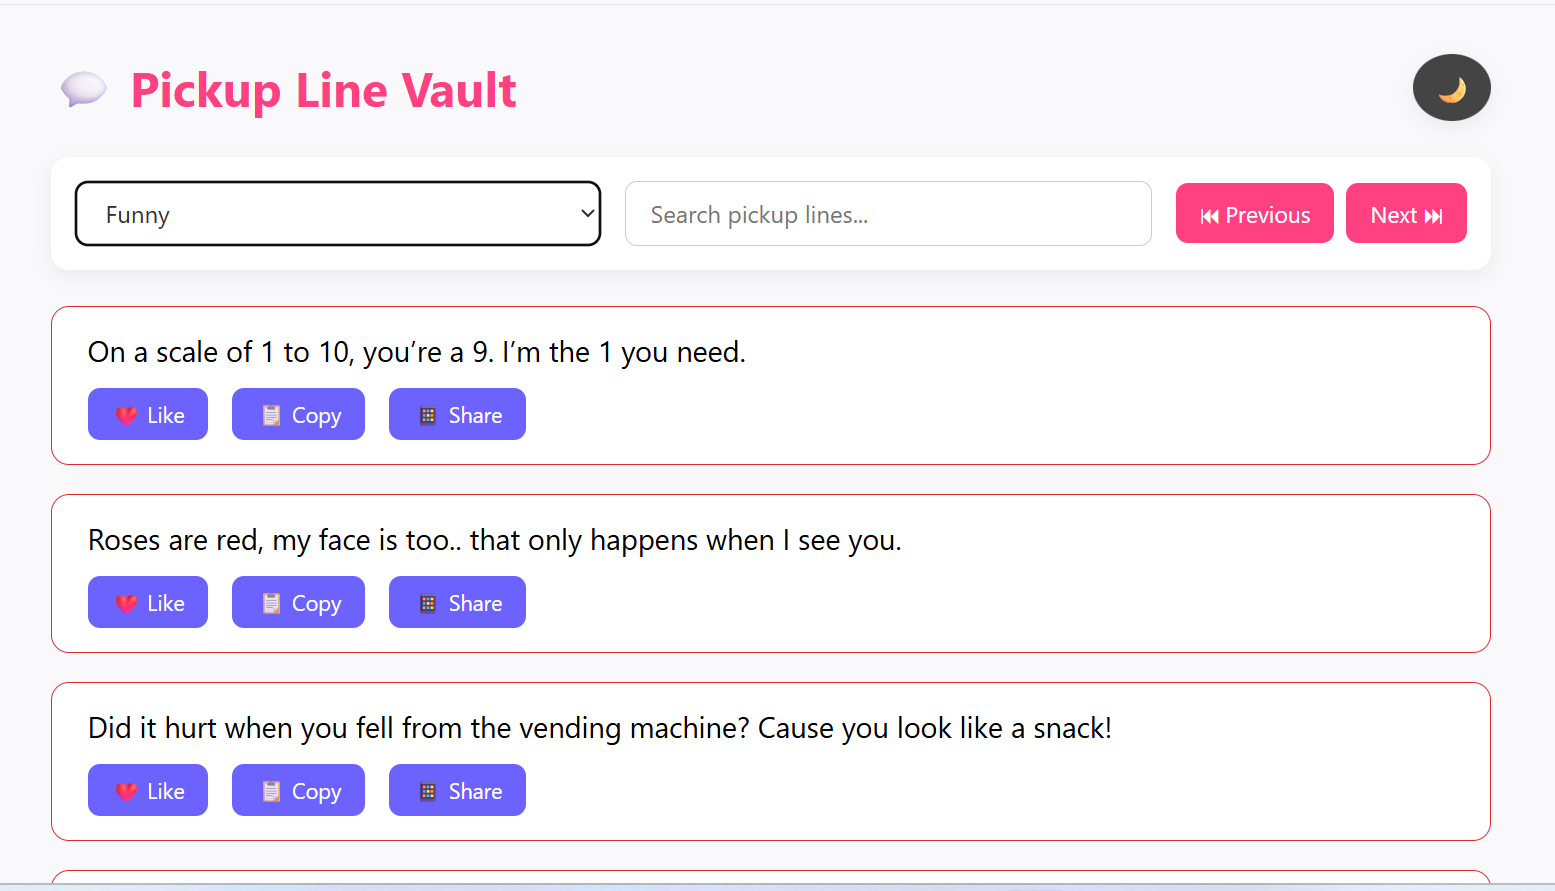 Pickup Line Vault
Funny
Search pickup lines...
Previous
Next
On a scale of 1 to 10, you’re a 9. I’m the 1 you need.
Like Copy Share
Roses are red, my face is too.. that only happens when I see you.
Like Copy Share
Did it hurt when you fell from the vending machine? Cause you look like a snack!
Like Copy Share